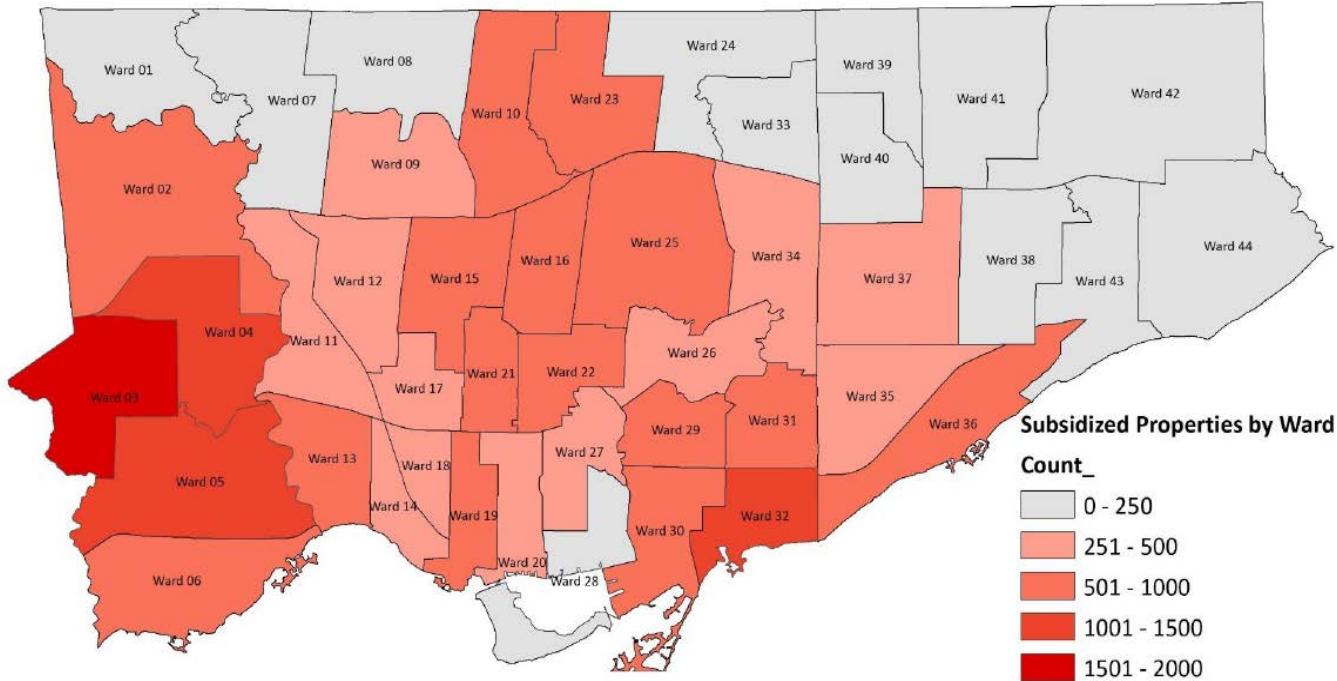 Ward 01
Ward 07
Ward 08
Ward 10
Ward 23
Ward 24
Ward 39
Ward 41
Ward 42
Ward 33
Ward 40
Ward 09
Ward 02
Ward 12
Ward 15
Ward 16
Ward 25
Ward 34
Ward 37
Ward 38
Ward 43
Ward 44
Ward 04
Ward 11
Ward 03
Ward 17
Ward 21
Ward 22
Ward 26
Ward 35
Ward 36
Ward 05
Ward 13
Ward 14
Ward 18
Ward 27
Ward 29
Ward 31
Ward 06
Ward 19
Ward 20
Ward 28
Ward 30
Ward 32
Subsidized Properties by Ward
Count_
0 - 250
251 - 500
501 - 1000
1001 - 1500
1501 - 2000